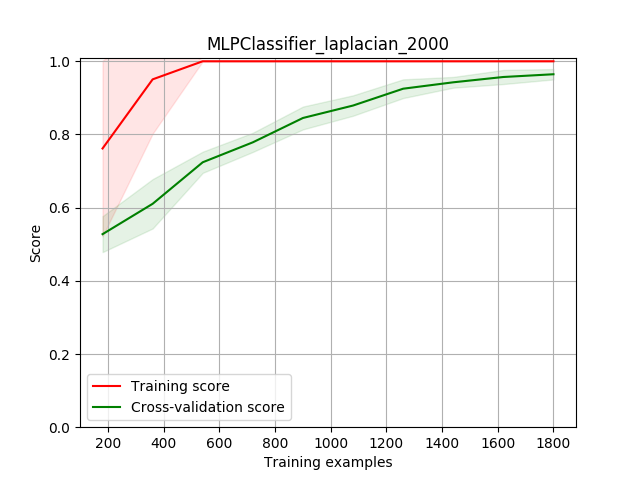 MLPClassifier_laplacian_2000
1.0
0.8
0.6
0.4
0.2
0.0
Score
Training score
Cross-validation score
200 400 600 800 1000 1200 1400 1600 1800
Training examples